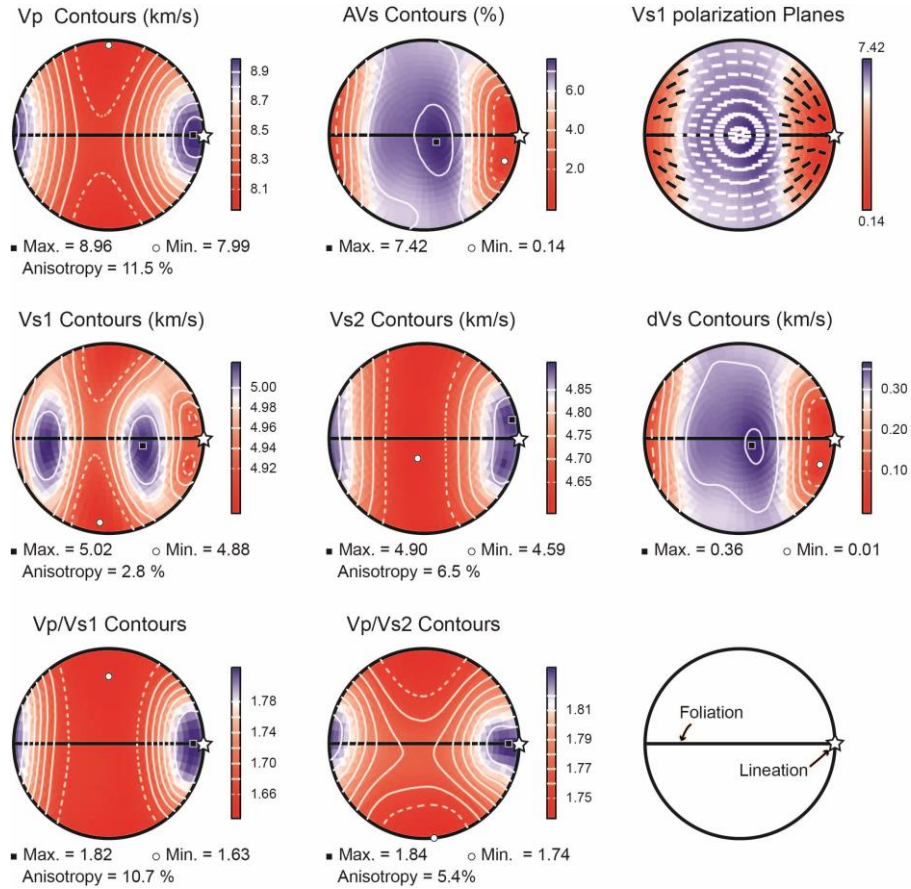 Vp Contours (km/s)
8.9
8.7
8.5
8.3
8.1
■ Max. = 8.96 ○ Min. = 7.99
Anisotropy = 11.5 %
AVs Contours (%)
6.0
4.0
2.0
■ Max. = 7.42 ○ Min. = 0.14
Vs1 polarization Planes
7.42
0.14
Vs1 Contours (km/s)
5.00
4.98
4.96
4.94
4.92
■ Max. = 5.02 ○ Min. = 4.88
Anisotropy = 2.8 %
Vs2 Contours (km/s)
4.85
4.80
4.75
4.70
4.65
■ Max. = 4.90 ○ Min. = 4.59
Anisotropy = 6.5 %
dVs Contours (km/s)
0.30
0.20
0.10
■ Max. = 0.36 ○ Min. = 0.01
Vp/Vs1 Contours
1.78
1.74
1.70
1.66
■ Max. = 1.82 ○ Min. = 1.63
Anisotropy = 10.7 %
Vp/Vs2 Contours
1.81
1.79
1.77
1.75
■ Max. = 1.84 ○ Min. = 1.74
Anisotropy = 5.4%
Foliation
Lineation